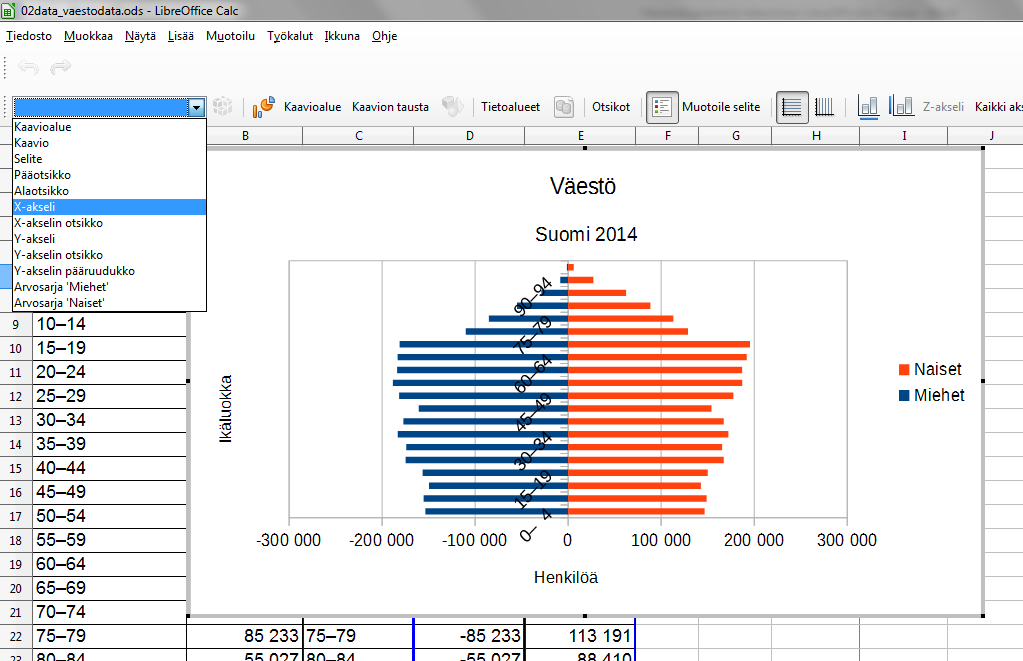 02data_vaestodata.ods - LibreOffice Calc
Tiedosto Muokkaa Näytä Lisää Muotoilu Työkalut Ikkuna Ohje
Kaavioalue Kaavion tausta Tietoalueet Otsikot Muotoile selite Z-akseli Kaikki aks
Kaavioalue
Kaavio
Selite
Pääotsikko
Alaotsikko
X-akseli
X-akselin otsikko
Y-akseli
Y-akselin otsikko
Y-akselin pääruudukko
Arvosarja 'Miehet'
Arvosarja 'Naiset'
B C D E F G H I J
Väestö
Suomi 2014
90–94
75–79
60–64
45–49
30–34
15–19
0– 4
Ikäluokka
-300 000 -200 000 -100 000 0 100 000 200 000 300 000
Henkilöä
Naiset
Miehet
9 10–14
10 15–19
11 20–24
12 25–29
13 30–34
14 35–39
15 40–44
16 45–49
17 50–54
18 55–59
19 60–64
20 65–69
21 70–74
22 75–79 85 233 75–79 -85 233 113 191
23 80–84 55 027 80–84 -55 027 88 410